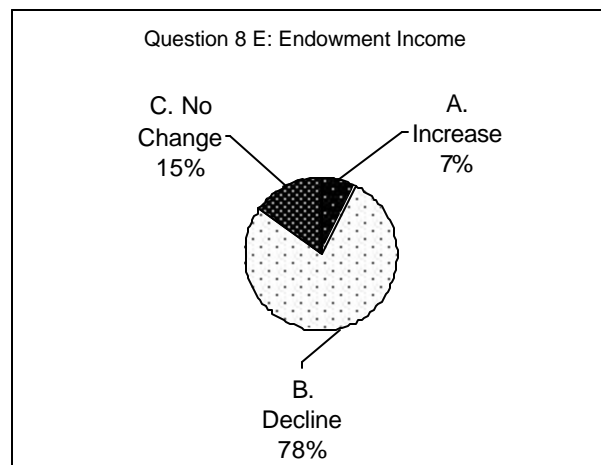 Question 8 E: Endowment Income
C. No
Change
15%
A.
Increase
7%
B.
Decline
78%